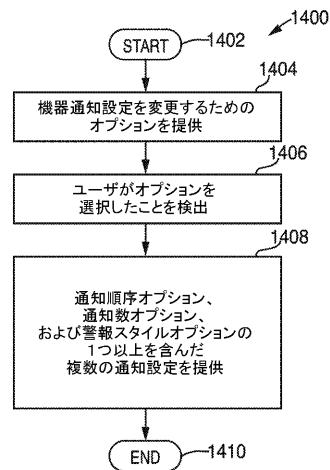 1400
START
1402
1404
機器通知設定を変更するための
オプションを提供
1406
ユーザがオプションを
選択したことを検出
1408
通知順序オプション、
通知数オプション、
および警報スタイルオプションの
1つ以上を含んだ
複数の通知設定を提供
END
1410